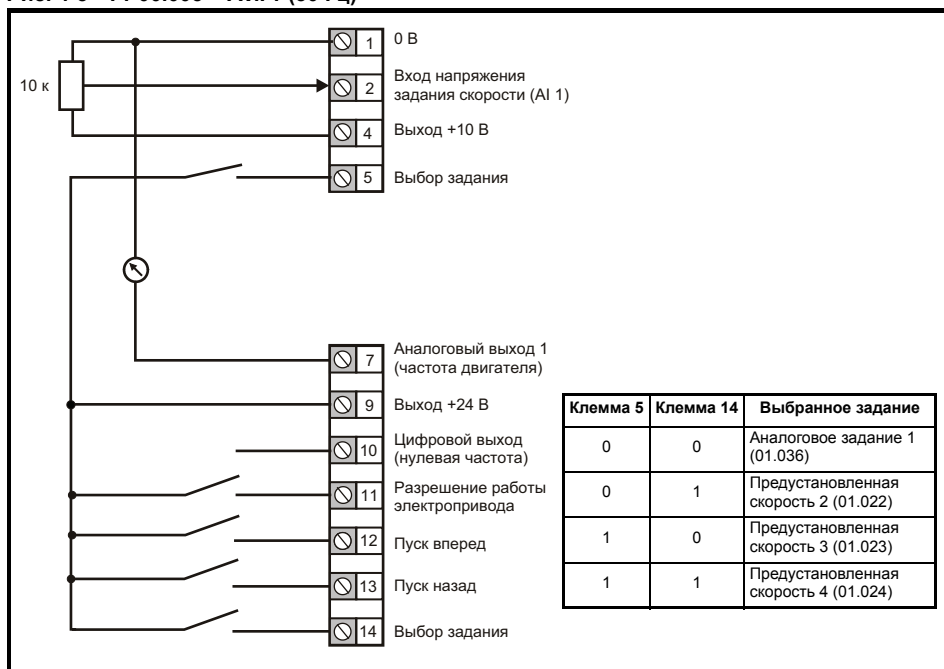 1 0 В
10 к
2 Вход напряжения
задания скорости (AI 1)
4 Выход +10 В
5 Выбор задания
7 Аналоговый выход 1
(частота двигателя)
9 Выход +24 В
10 Цифровой выход
(нулевая частота)
11 Разрешение работы
электропривода
12 Пуск вперед
13 Пуск назад
14 Выбор задания
Клемма 5 Клемма 14 Выбранное задание
0 0 Аналоговое задание 1
(01.036)
0 1 Предустановленная
скорость 2 (01.022)
1 0 Предустановленная
скорость 3 (01.023)
1 1 Предустановленная
скорость 4 (01.024)